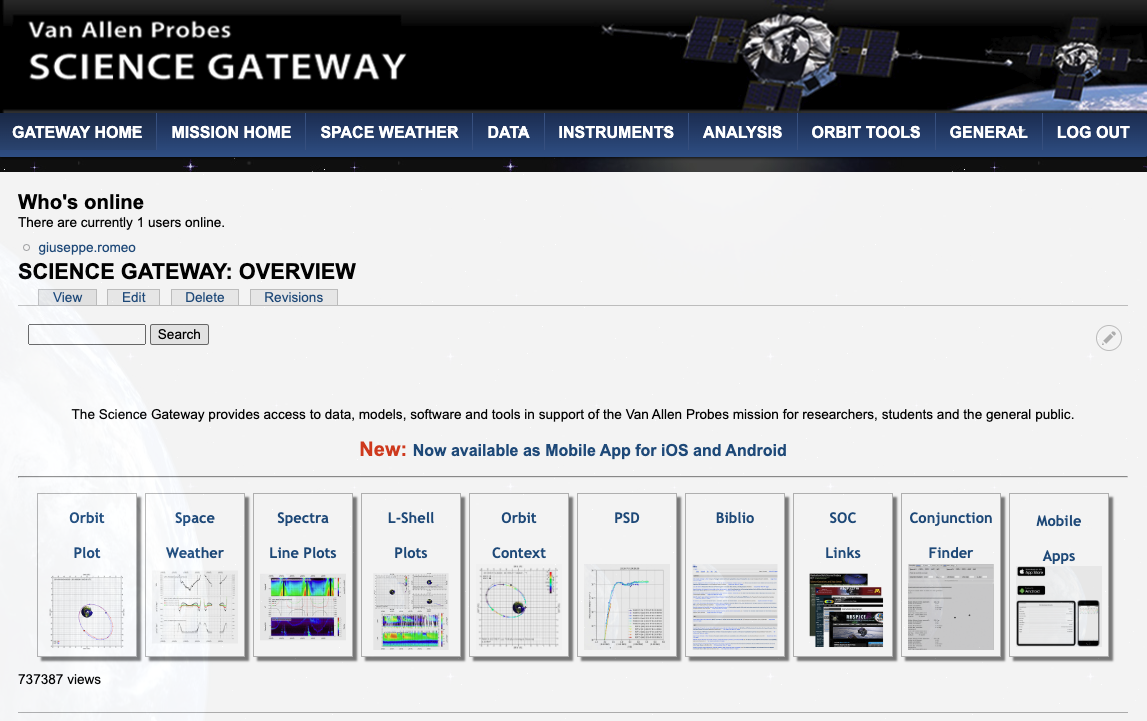 Van Allen Probes
SCIENCE GATEWAY
GATEWAY HOME MISSION HOME SPACE WEATHER DATA INSTRUMENTS ANALYSIS ORBIT TOOLS GENERAL LOG OUT
Who's online
There are currently 1 users online.
giuseppe.romeo
SCIENCE GATEWAY: OVERVIEW
View Edit Delete Revisions
Search
The Science Gateway provides access to data, models, software and tools in support of the Van Allen Probes mission for researchers, students and the general public.
New: Now available as Mobile App for iOS and Android
Orbit
Plot
Space
Weather
Spectra
Line Plots
L-Shell
Plots
Orbit
Context
PSD
Biblio
SOC
Links
RBSPICE
Conjunction
Finder
Mobile
Apps
App Store
Android
737387 views